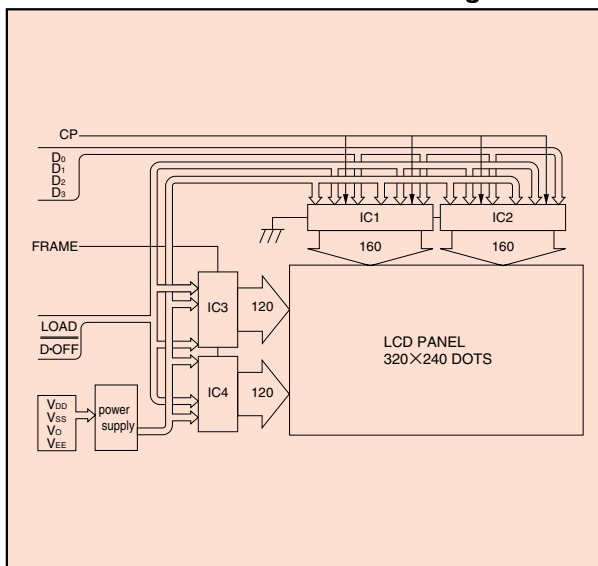 CP
D0
D1
D2
D3
IC1
IC2
FRAME
160
160
IC3
120
LOAD
D•OFF
LCD PANEL
320×240 DOTS
IC4
120
VDD
VSS
VO
VEE
power
supply